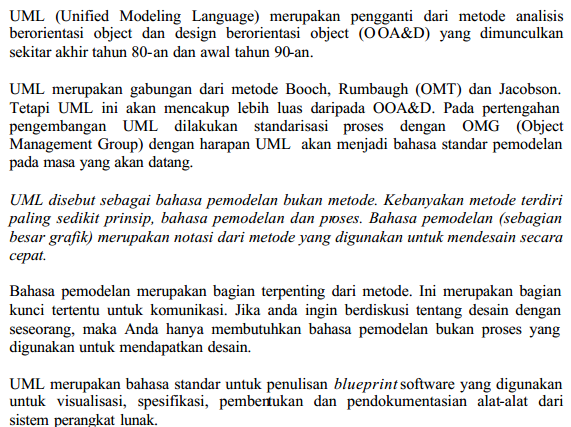 UML (Unified Modeling Language) merupakan pengganti dari metode analisis
berorientasi object dan design berorientasi object (OOA&D) yang dimunculkan
sekitar akhir tahun 80-an dan awal tahun 90-an.
UML merupakan gabungan dari metode Booch, Rumbaugh (OMT) dan Jacobson.
Tetapi UML ini akan mencakup lebih luas daripada OOA&D. Pada pertengahan
pengembangan UML dilakukan standarisasi proses dengan OMG (Object
Management Group) dengan harapan UML akan menjadi bahasa standar pemodelan
pada masa yang akan datang.
UML disebut sebagai bahasa pemodelan bukan metode. Kebanyakan metode terdiri
paling sedikit prinsip, bahasa pemodelan dan proses. Bahasa pemodelan (sebagian
besar grafik) merupakan notasi dari metode yang digunakan untuk mendesain secara
cepat.
Bahasa pemodelan merupakan bagian terpenting dari metode. Ini merupakan bagian
kunci tertentu untuk komunikasi. Jika anda ingin berdiskusi tentang desain dengan
seseorang, maka Anda hanya membutuhkan bahasa pemodelan bukan proses yang
digunakan untuk mendapatkan desain.
UML merupakan bahasa standar untuk penulisan blueprint software yang digunakan
untuk visualisasi, spesifikasi, pembentukan dan pendokumentasian alat-alat dari
sistem perangkat lunak.